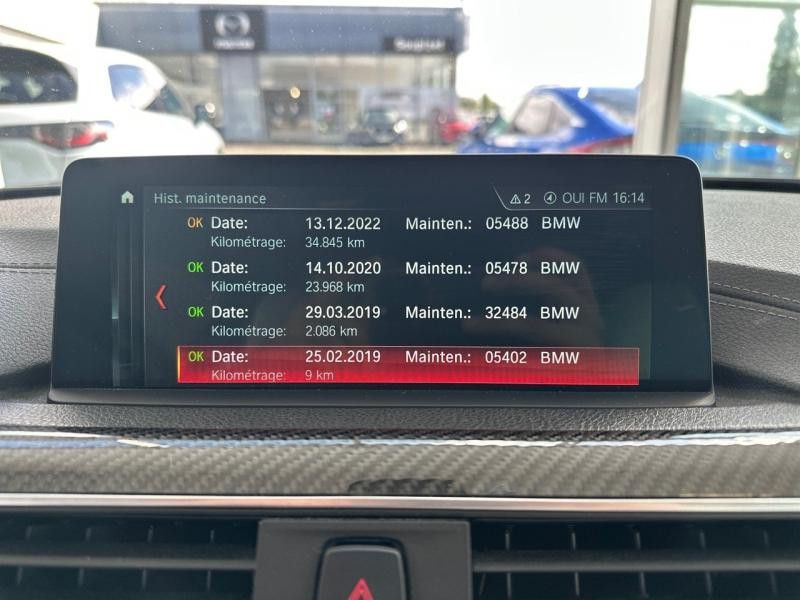 mazda
Hist. maintenance
2 OUI FM 16:14
OK Date: 13.12.2022 Mainten.: 05488 BMW
Kilométrage: 34.845 km
OK Date: 14.10.2020 Mainten.: 05478 BMW
Kilométrage: 23.968 km
OK Date: 29.03.2019 Mainten.: 32484 BMW
Kilométrage: 2.086 km
OK Date: 25.02.2019 Mainten.: 05402 BMW
Kilométrage: 9 km